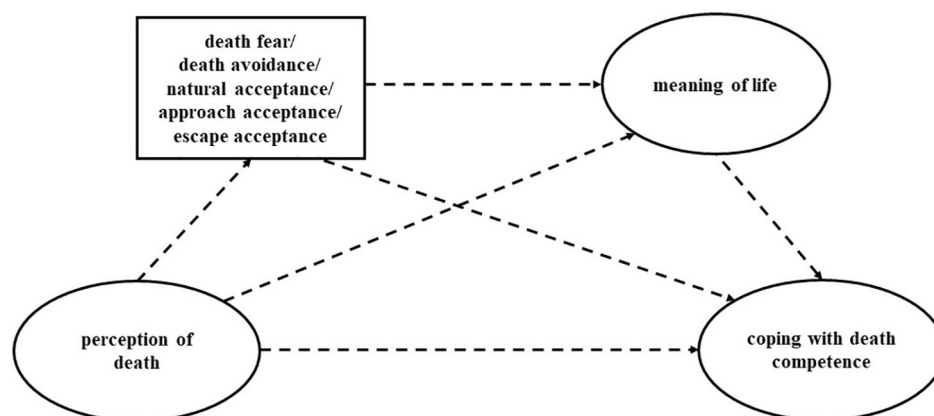 death fear/
death avoidance/
natural acceptance/
approach acceptance/
escape acceptance
meaning of life
perception of
death
coping with death
competence